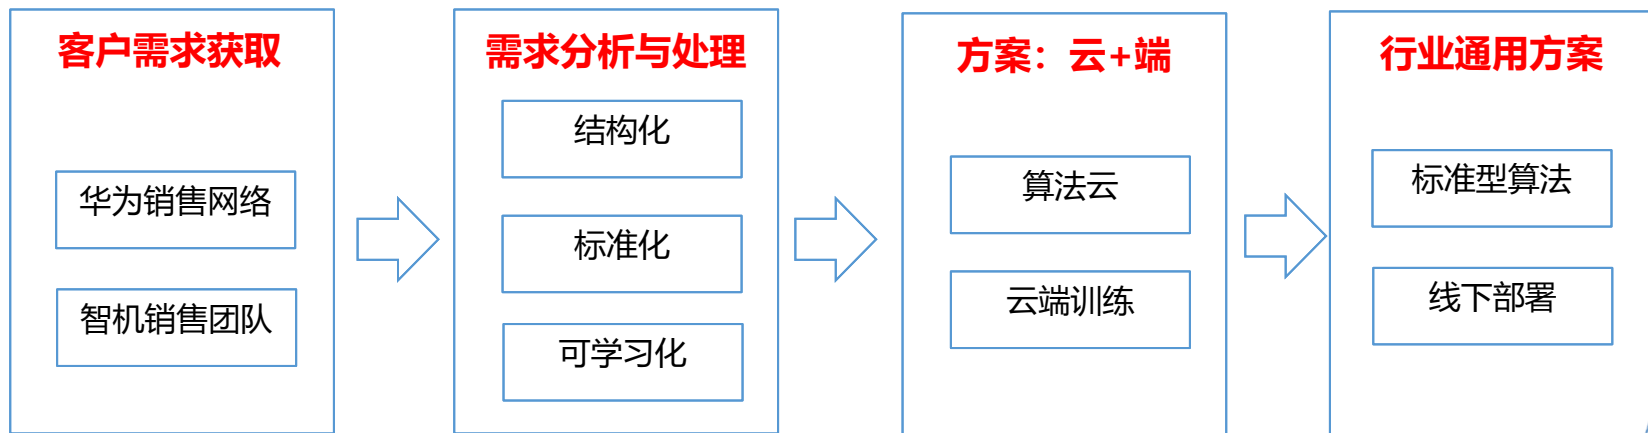 客户需求获取
华为销售网络
智机销售团队
需求分析与处理
结构化
标准化
可学习化
方案：云+端
算法云
云端训练
行业通用方案
标准型算法
线下部署